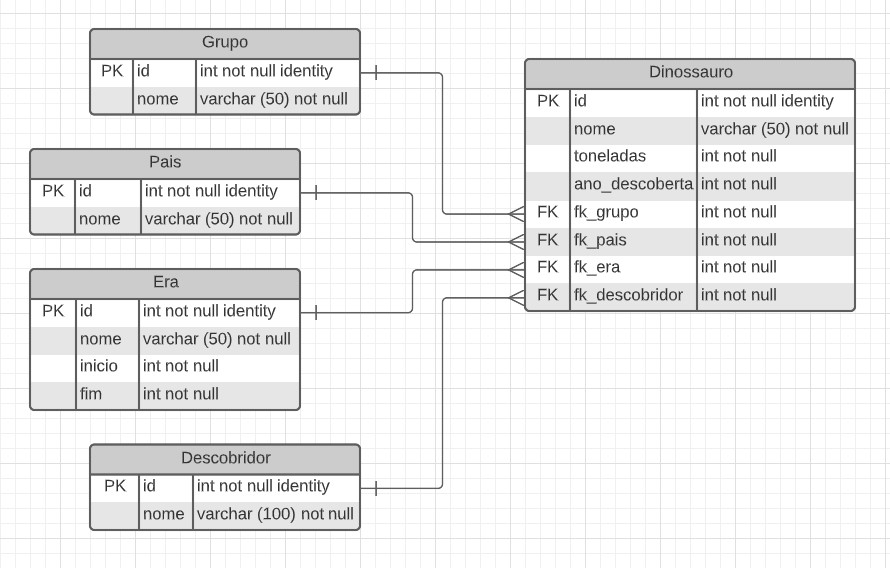 Grupo
PK id int not null identity
nome varchar (50) not null
Pais
PK id int not null identity
nome varchar (50) not null
Era
PK id int not null identity
nome varchar (50) not null
inicio int not null
fim int not null
Descobridor
PK id int not null identity
nome varchar (100) not null
Dinossauro
PK id int not null identity
nome varchar (50) not null
toneladas int not null
ano_descoberta int not null
FK fk_grupo int not null
FK fk_pais int not null
FK fk_era int not null
FK fk_descobridor int not null